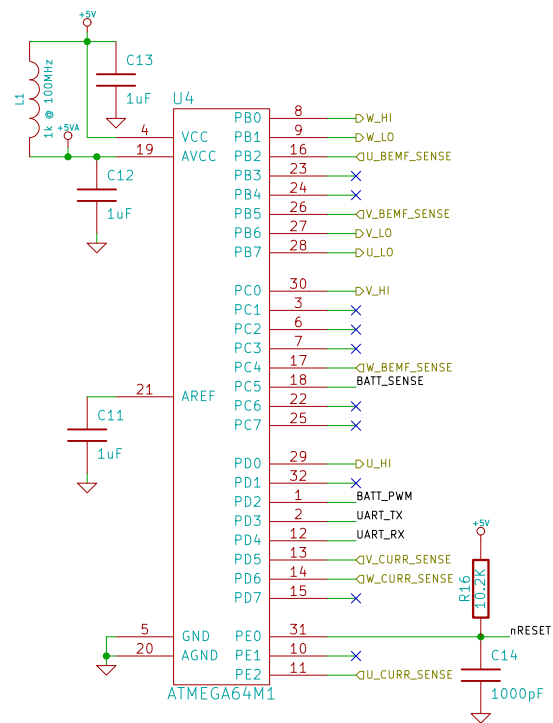 +5V
C13
1uF
L1
1k @ 100MHz
+5VA
C12
1uF
U4
4 VCC
19 AVCC
21 AREF
C11
1uF
5 GND
20 AGND
PB0 8 W_HI
PB1 9 W_LO
PB2 16 U_BEMF_SENSE
PB3 23
PB4 24
PB5 26 V_BEMF_SENSE
PB6 27 V_LO
PB7 28 U_LO
PC0 30 V_HI
PC1 3
PC2 6
PC3 7
PC4 17 W_BEMF_SENSE
PC5 18 BATT_SENSE
PC6 22
PC7 25
PD0 29 U_HI
PD1 32
PD2 1 BATT_PWM
PD3 2 UART_TX
PD4 12 UART_RX
PD5 13 V_CURR_SENSE
PD6 14 W_CURR_SENSE
PD7 15
PE0 31 nRESET
PE1 10
PE2 11 U_CURR_SENSE
ATMEGA64M1
+5V
R16
10.2K
C14
1000pF